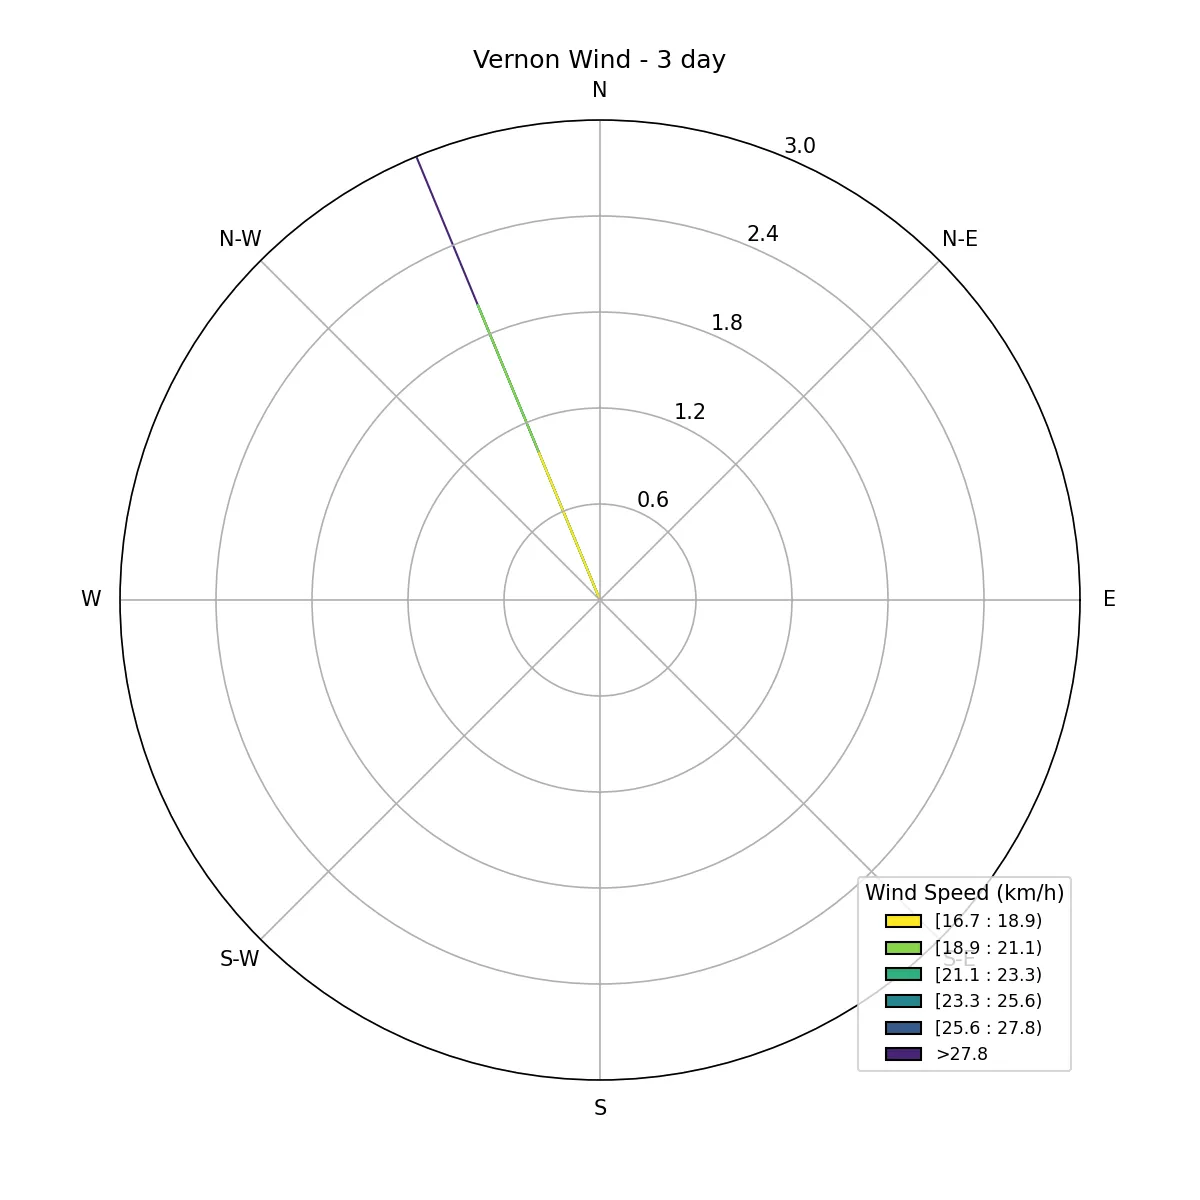 Vernon Wind - 3 day
N
3.0
N-W
N-E
2.4
1.8
1.2
0.6
W
E
Wind Speed (km/h)
[16.7 : 18.9)
[18.9 : 21.1)
S-W
S-E
[21.1 : 23.3)
[23.3 : 25.6)
[25.6 : 27.8)
>27.8
S